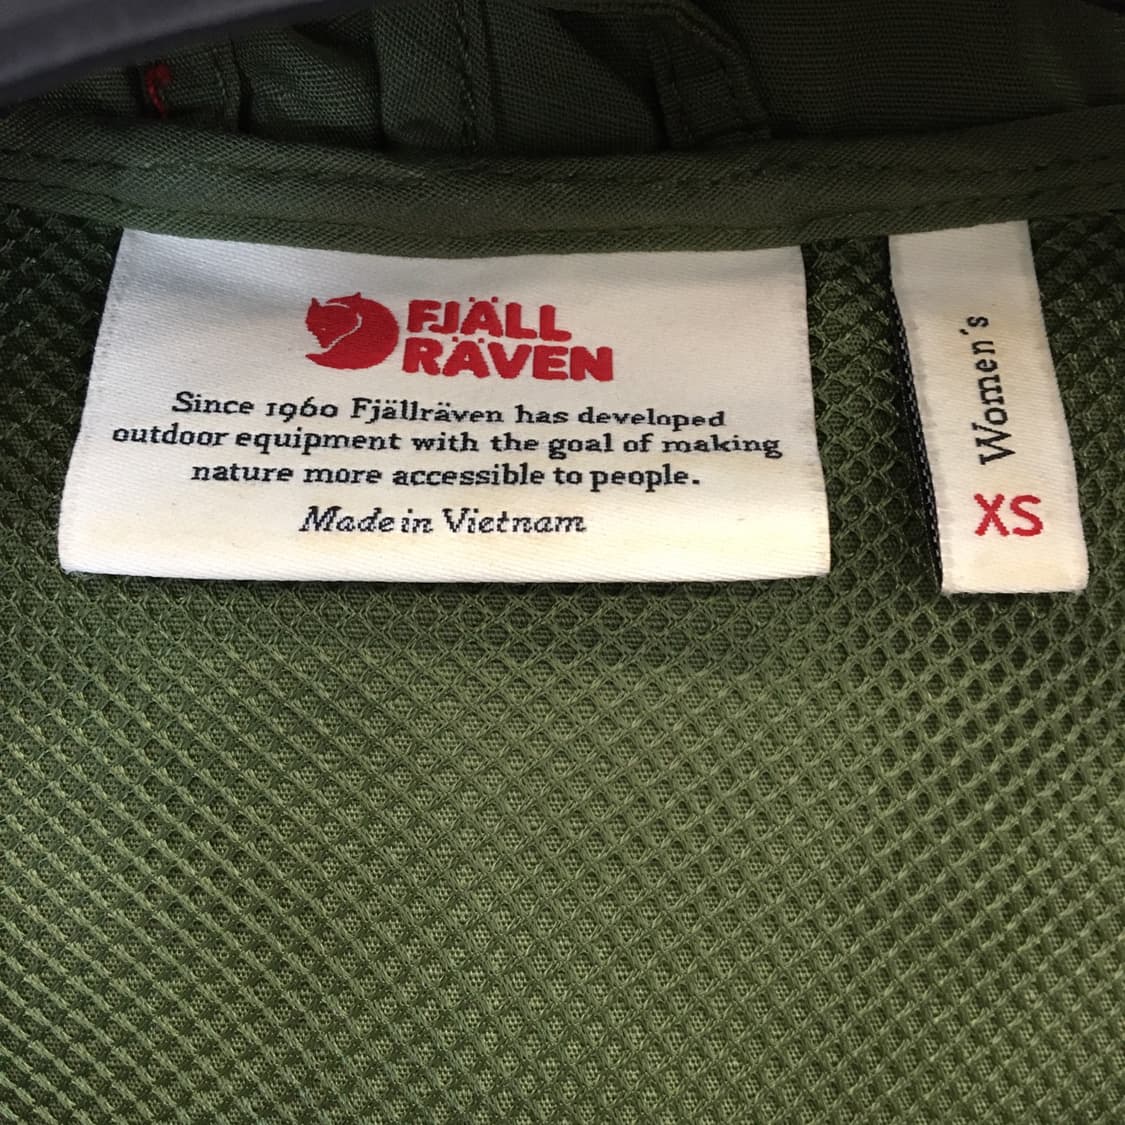 FJÄLL
RÄVEN
Since 1960 Fjällräven has developed
outdoor equipment with the goal of making
nature more accessible to people.
Made in Vietnam
Women's
XS